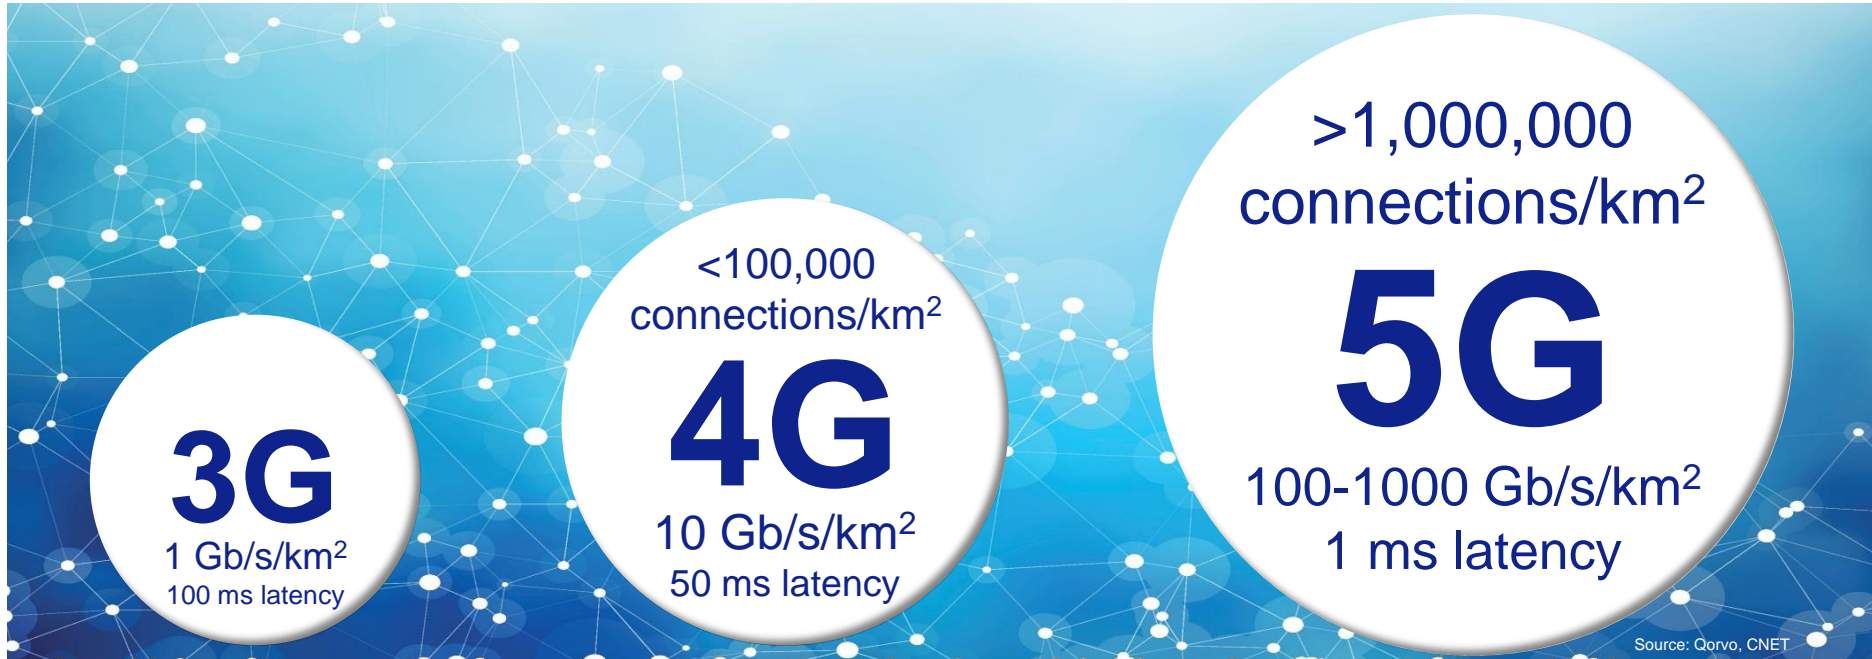 3G
1 Gb/s/km²
100 ms latency
<100,000
connections/km²
4G
10 Gb/s/km²
50 ms latency
>1,000,000
connections/km²
5G
100-1000 Gb/s/km²
1 ms latency
Source: Qorvo, CNET